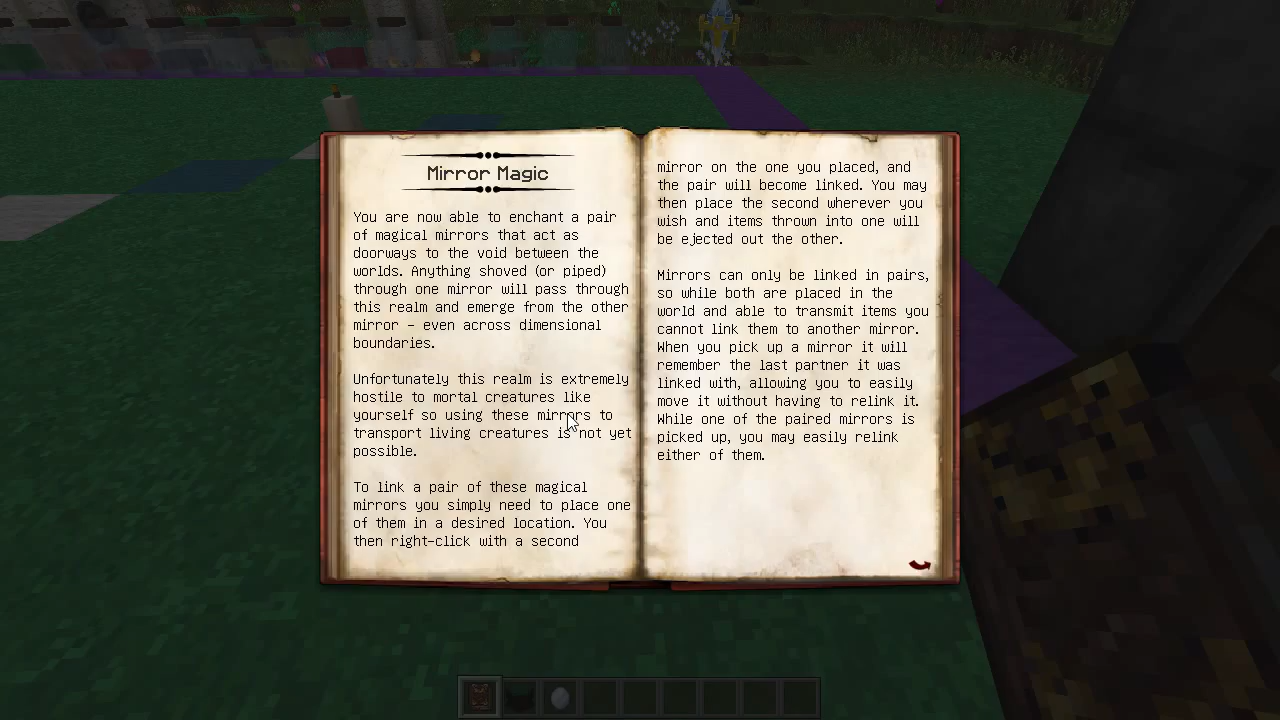 Mirror Magic
You are now able to enchant a pair
of magical mirrors that act as
doorways to the void between the
worlds. Anything shoved (or piped)
through one mirror will pass through
this realm and emerge from the other
mirror - even across dimensional
boundaries.
Unfortunately this realm is extremely
hostile to mortal creatures like
yourself so using these mirrors to
transport living creatures is not yet
possible.
To link a pair of these magical
mirrors you simply need to place one
of them in a desired location. You
then right-click with a second
mirror on the one you placed, and
the pair will become linked. You may
then place the second wherever you
wish and items thrown into one will
be ejected out the other.
Mirrors can only be linked in pairs,
so while both are placed in the
world and able to transmit items you
cannot link them to another mirror.
When you pick up a mirror it will
remember the last partner it was
linked with, allowing you to easily
move it without having to relink it.
While one of the paired mirrors is
picked up, you may easily relink
either of them.